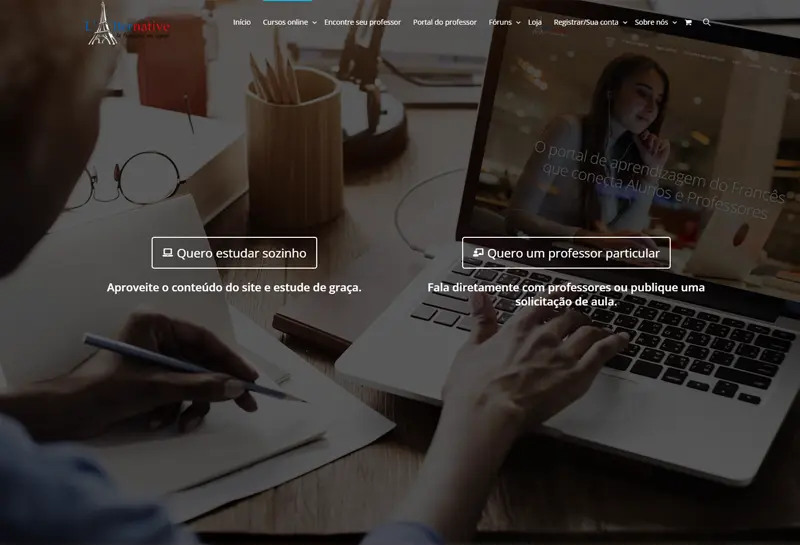 Início Cursos online Encontre seu professor Portal do professor Fóruns Loja Registrar/Sua conta Sobre nós
O portal de aprendizagem do Francês
que conecta Alunos e Professores
Quero estudar sozinho
Aproveite o conteúdo do site e estude de graça.
Quero um professor particular
Fala diretamente com professores ou publique uma
solicitação de aula.